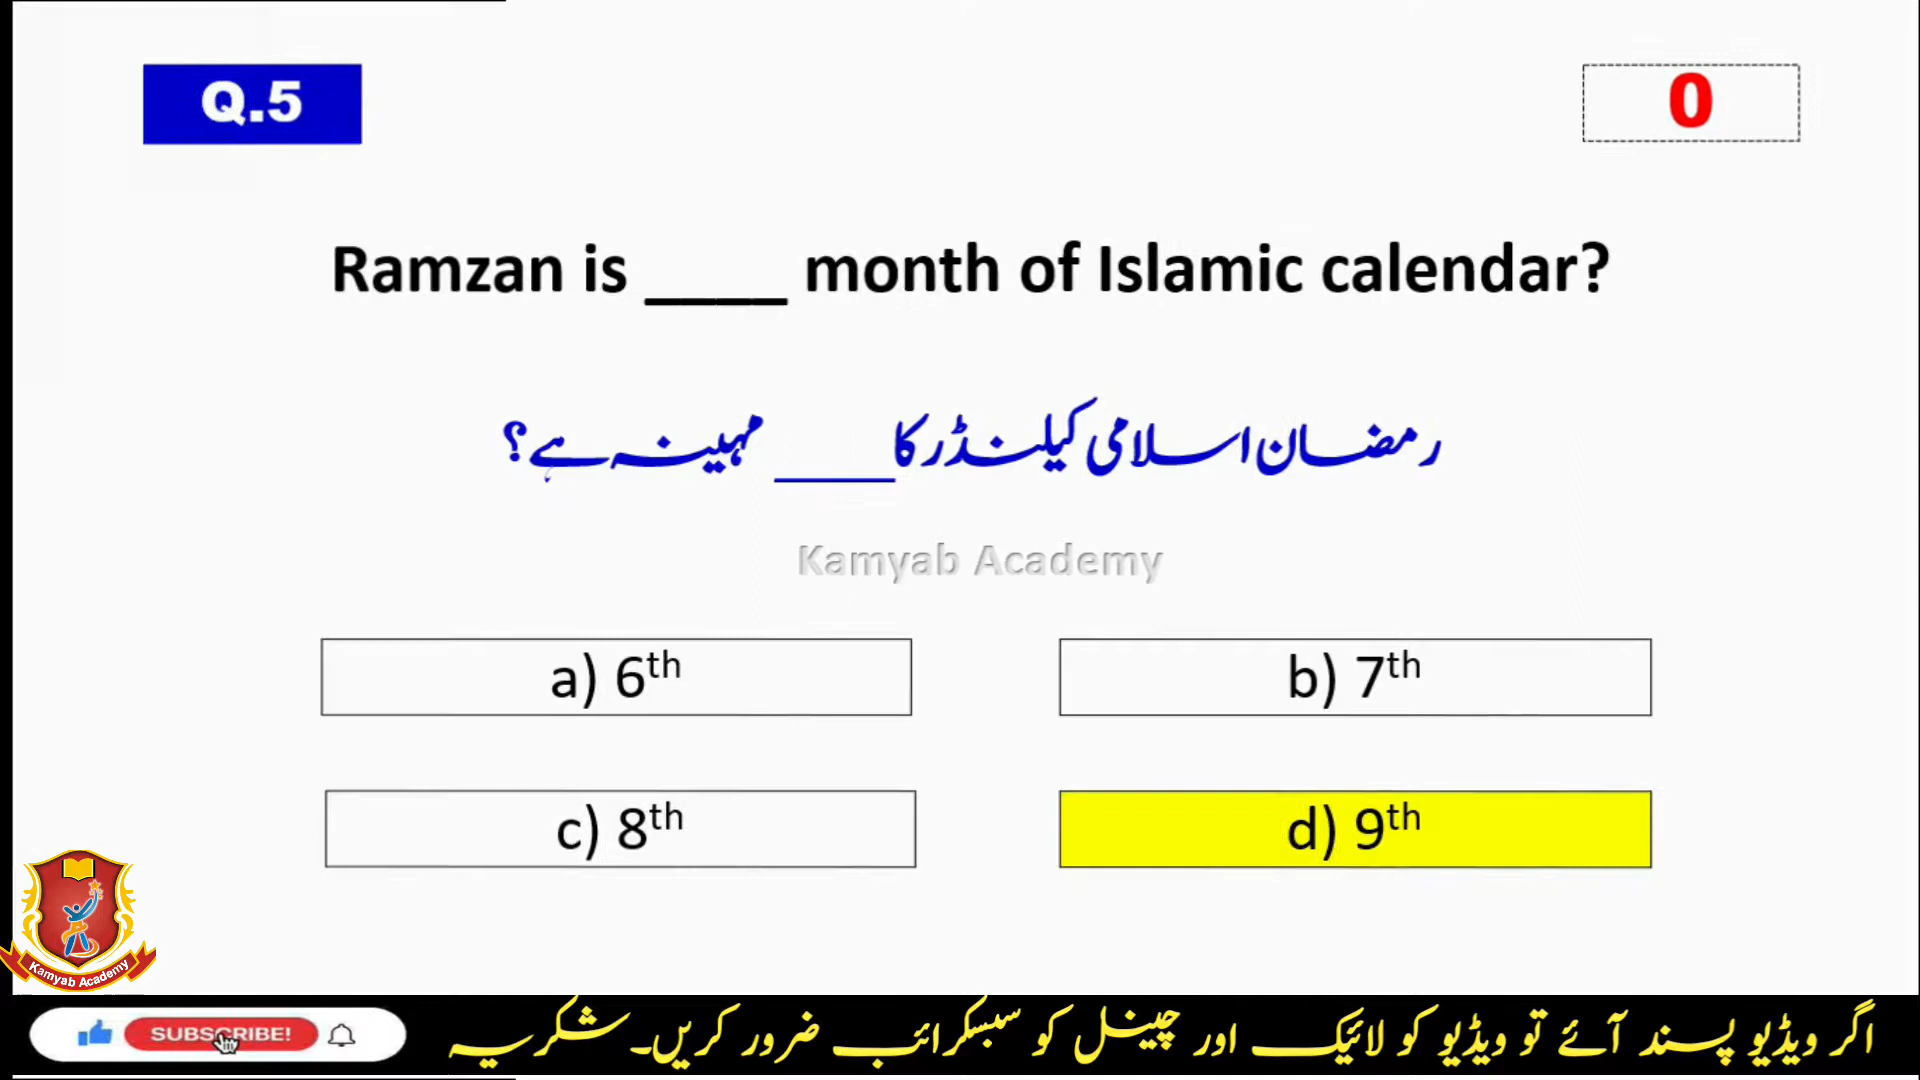 Q.5
0
Ramzan is ____ month of Islamic calendar?
رمضان اسلامی کیلنڈر کا____ مہینہ ہے؟
Kamyab Academy
a) 6th
b) 7th
c) 8th
d) 9th
Kamyab Academy
SUBSCRIBE!
اگر ویڈیو پسند آئے تو ویڈیو کو لائیک اور چینل کو سبسکرائب ضرور کریں۔ شکریہ